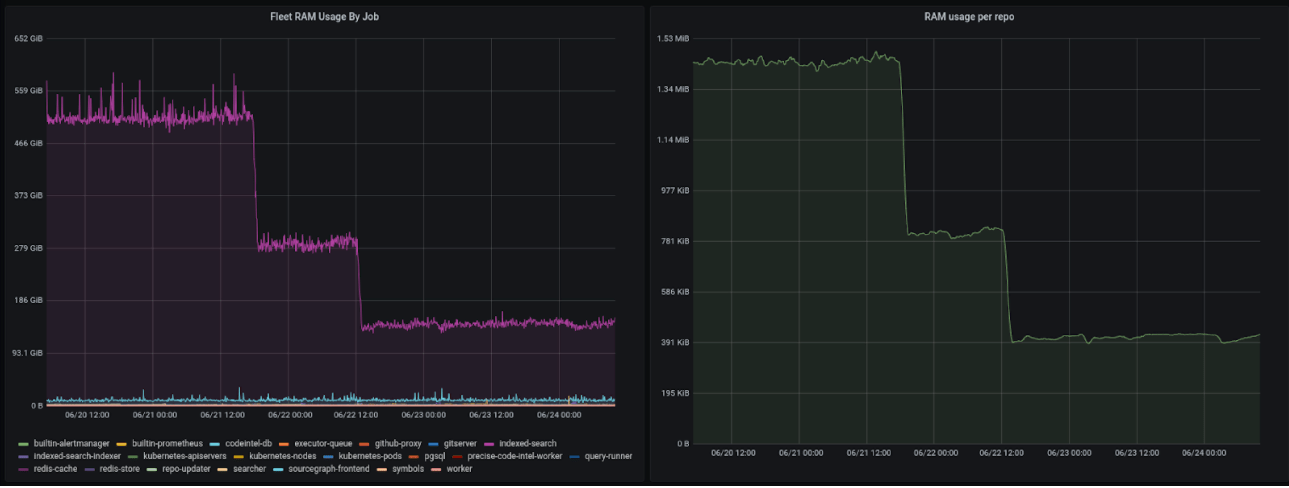 Fleet RAM Usage By Job
652 GiB
559 GiB
466 GiB
373 GiB
279 GiB
186 GiB
93.1 GiB
0 B
06/20 12:00 06/21 00:00 06/21 12:00 06/22 00:00 06/22 12:00 06/23 00:00 06/23 12:00 06/24 00:00
builtin-alertmanager builtin-prometheus codeintel-db executor-queue github-proxy gitserver indexed-search
indexed-search-indexer kubernetes-apiservers kubernetes-nodes kubernetes-pods pgsql precise-code-intel-worker query-runner
redis-cache redis-store repo-updater searcher sourcegraph-frontend symbols worker
RAM usage per repo
1.53 MiB
1.34 MiB
1.14 MiB
977 KiB
781 KiB
586 KiB
391 KiB
195 KiB
0 B
06/20 12:00 06/21 00:00 06/21 12:00 06/22 00:00 06/22 12:00 06/23 00:00 06/23 12:00 06/24 00:00